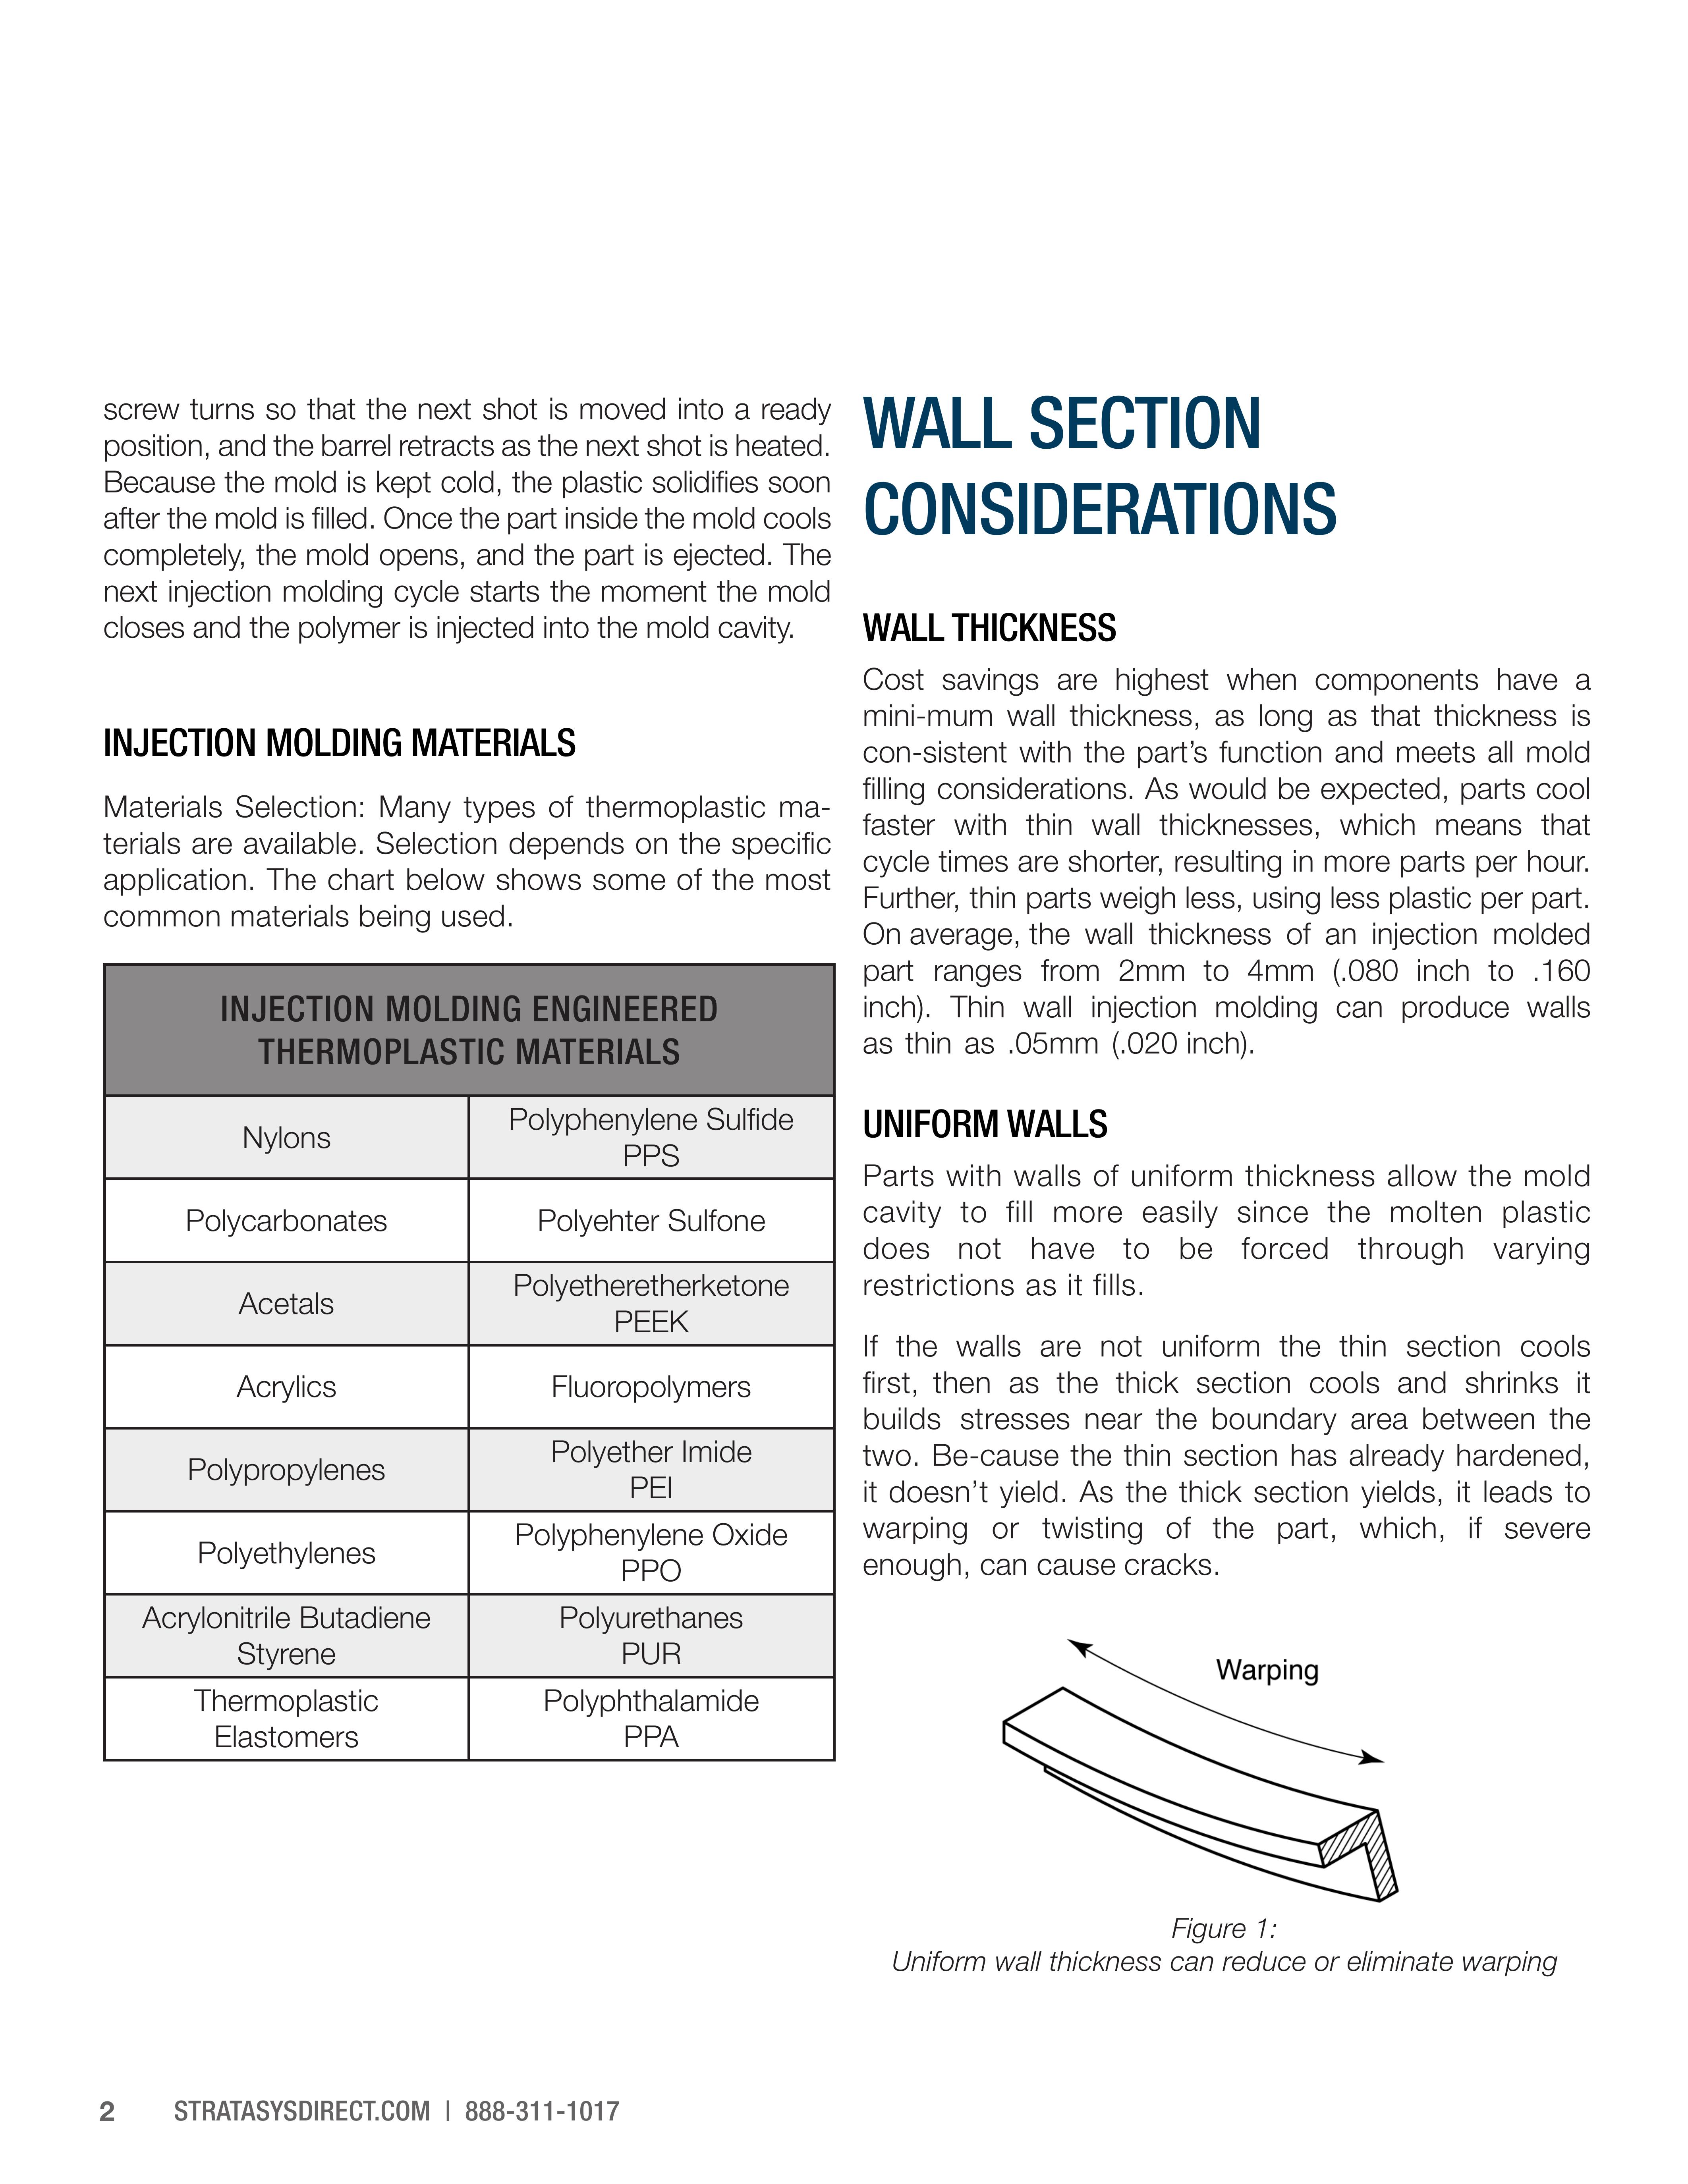 screw turns so that the next shot is moved into a ready
position, and the barrel retracts as the next shot is heated.
Because the mold is kept cold, the plastic solidifies soon
after the mold is filled. Once the part inside the mold cools
completely, the mold opens, and the part is ejected. The
next injection molding cycle starts the moment the mold
closes and the polymer is injected into the mold cavity.
INJECTION MOLDING MATERIALS
Materials Selection: Many types of thermoplastic ma-
terials are available. Selection depends on the specific
application. The chart below shows some of the most
common materials being used.
INJECTION MOLDING ENGINEERED
THERMOPLASTIC MATERIALS
Nylons
Polyphenylene Sulfide
PPS
Polycarbonates
Polyehter Sulfone
Acetals
Polyetheretherketone
PEEK
Acrylics
Fluoropolymers
Polypropylenes
Polyether Imide
PEI
Polyethylenes
Polyphenylene Oxide
PPO
Acrylonitrile Butadiene
Styrene
Polyurethanes
PUR
Thermoplastic
Elastomers
Polyphthalamide
PPA
WALL SECTION
CONSIDERATIONS
WALL THICKNESS
Cost savings are highest when components have a
mini-mum wall thickness, as long as that thickness is
con-sistent with the part's function and meets all mold
filling considerations. As would be expected, parts cool
faster with thin wall thicknesses, which means that
cycle times are shorter, resulting in more parts per hour.
Further, thin parts weigh less, using less plastic per part.
On average, the wall thickness of an injection molded
part ranges from 2mm to 4mm (.080 inch to .160
inch). Thin wall injection molding can produce walls
as thin as .05mm (.020 inch).
UNIFORM WALLS
Parts with walls of uniform thickness allow the mold
cavity to fill more easily since the molten plastic
does not have to be forced through varying
restrictions as it fills.
If the walls are not uniform the thin section cools
first, then as the thick section cools and shrinks it
builds stresses near the boundary area between the
two. Be-cause the thin section has already hardened,
it doesn't yield. As the thick section yields, it leads to
warping or twisting of the part, which, if severe
enough, can cause cracks.
Warping
Figure 1:
Uniform wall thickness can reduce or eliminate warping
2 STRATASYSDIRECT.COM | 888-311-1017